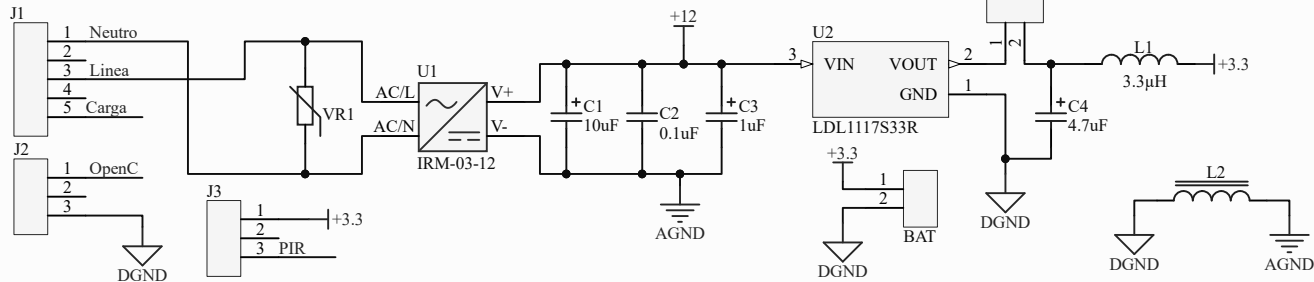 J1
1 Neutro
2
3 Linea
4
5 Carga
J2
1 OpenC
2
3
DGND
J3
1
+3.3
2
3 PIR
VR1
U1
AC/L
AC/N
V+
V-
IRM-03-12
C1
10uF
C2
0.1uF
C3
1uF
+12
AGND
U2
3
VIN
VOUT
GND
2
1
LDL1117S33R
1
2
L1
3.3µH
+3.3
C4
4.7uF
DGND
+3.3
1
2
BAT
DGND
L2
DGND
AGND